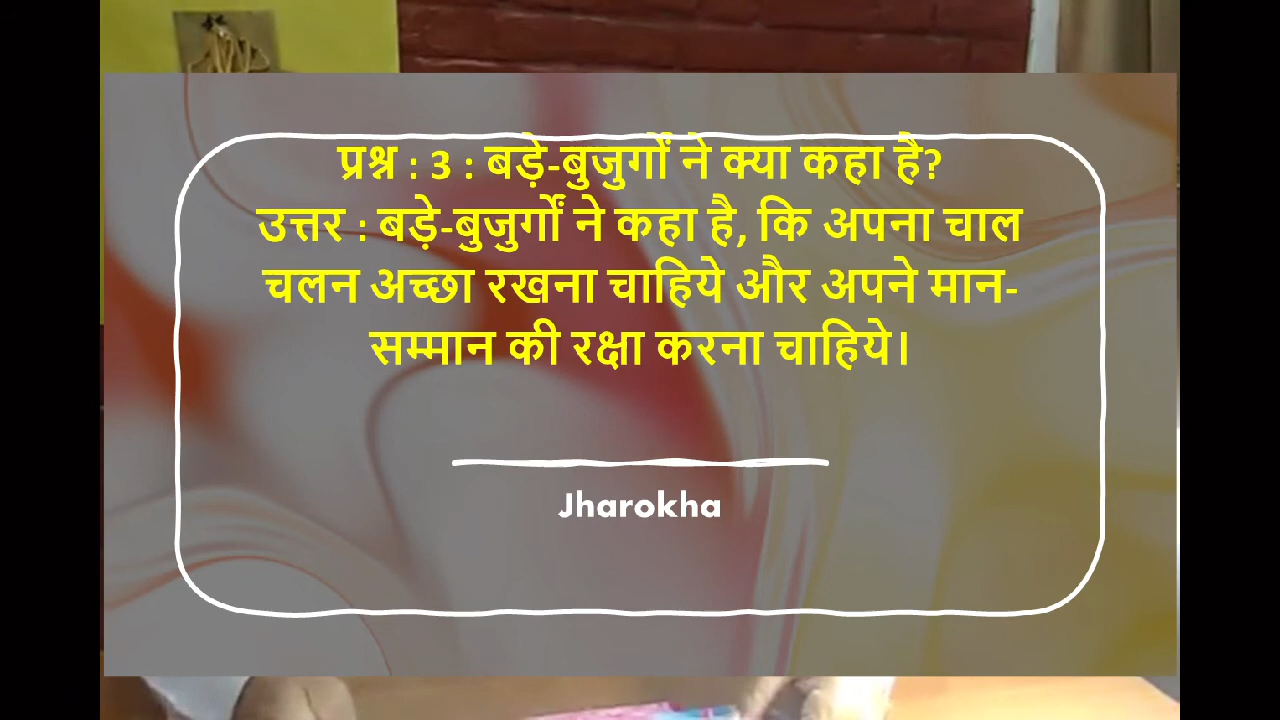 प्रश्न : 3 : बड़े-बुजुर्गों ने क्या कहा है?
उत्तर : बड़े-बुजुर्गों ने कहा है, कि अपना चाल
चलन अच्छा रखना चाहिये और अपने मान-
सम्मान की रक्षा करना चाहिये।
Jharokha